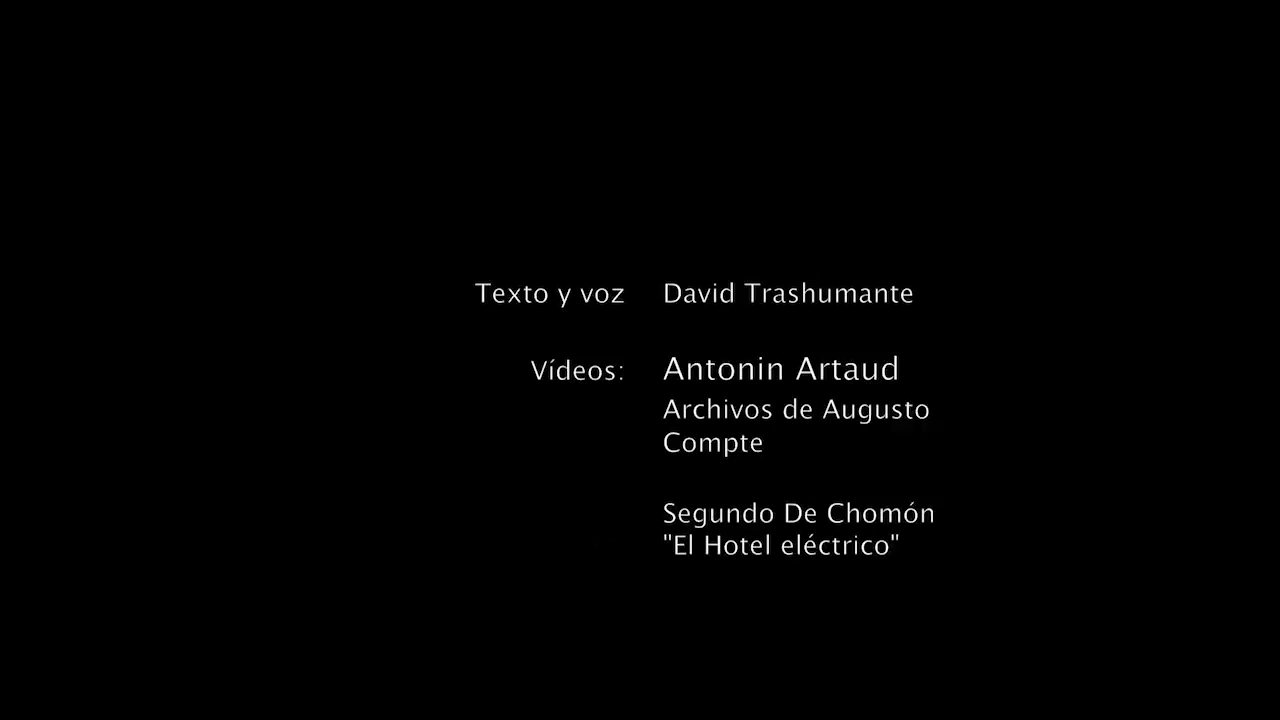 Texto y voz David Trashumante
Vídeos: Antonin Artaud
Archivos de Augusto
Compte
Segundo De Chomón
"El Hotel eléctrico"